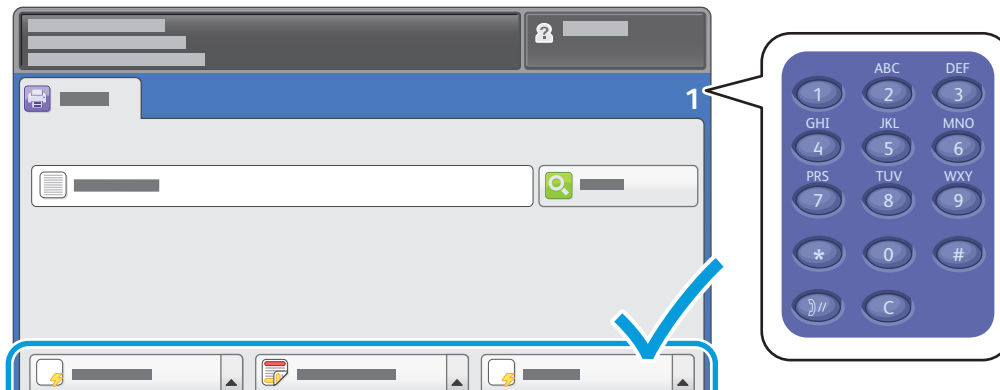 ?
1
ABC DEF
1 2 3
GHI JKL MNO
4 5 6
PRS TUV WXY
7 8 9
* 0 #
C